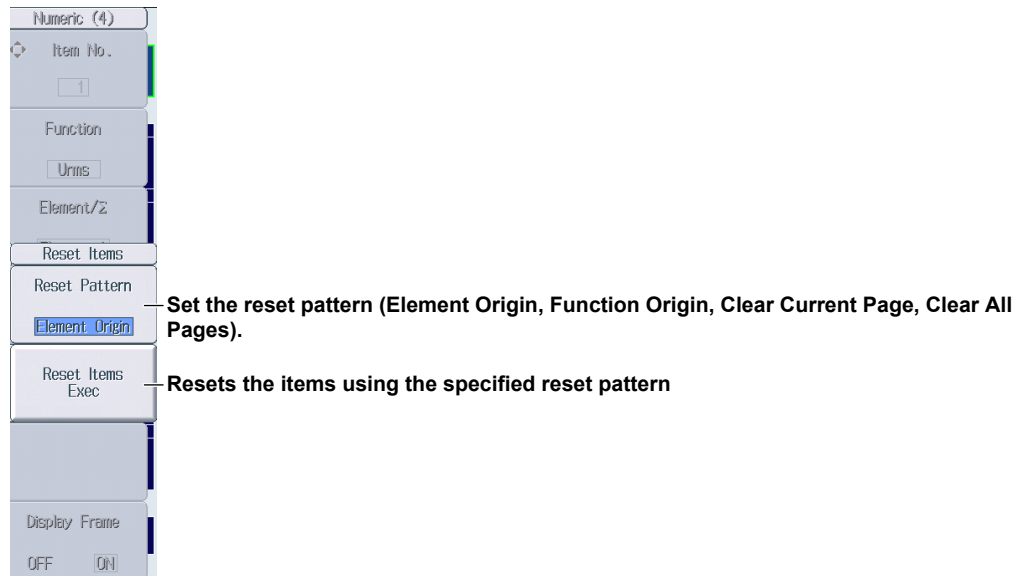 Numeric (4)
Item No.
1
Function
Urms
Element/Σ
Reset Items
Reset Pattern
Element Origin
Set the reset pattern (Element Origin, Function Origin, Clear Current Page, Clear All
Pages).
Reset Items
Exec
Resets the items using the specified reset pattern
Display Frame
OFF ON